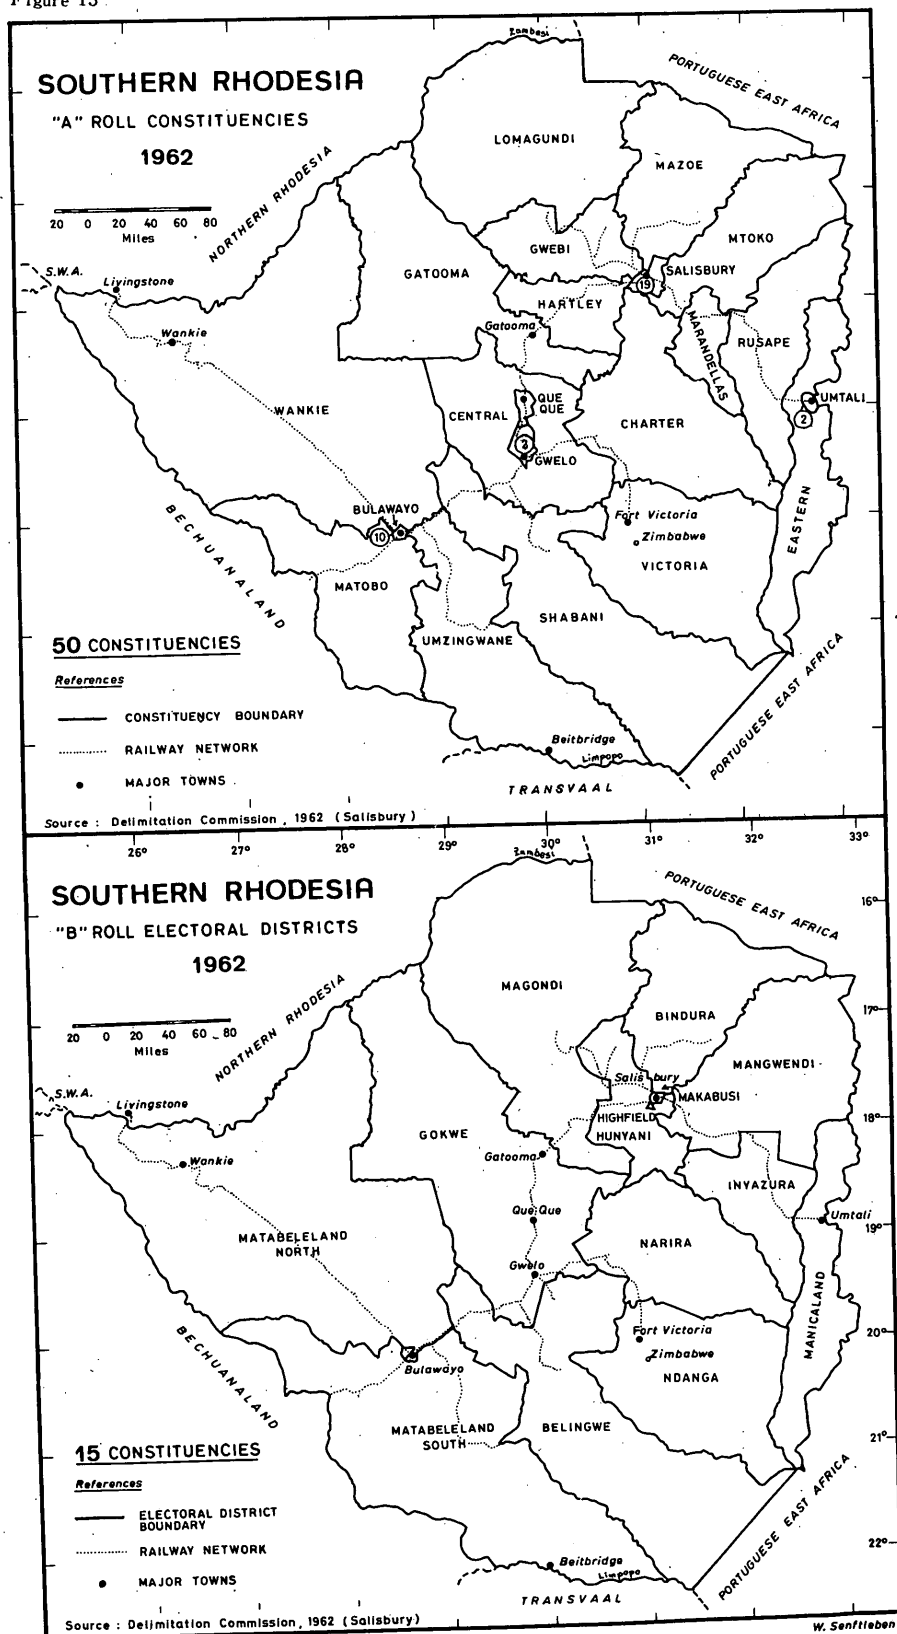 Figure 13
SOUTHERN RHODESIA
"A" ROLL CONSTITUENCIES
1962
20 0 20 40 60 80
Miles
Zambesi
PORTUGUESE EAST AFRICA
NORTHERN RHODESIA
LOMAGUNDI
MAZOE
MTOKO
GWEBI
SALISBURY
19
GATOOMA
HARTLEY
S.W.A.
Livingstone
Wankie
Gatooma
MARANDELLAS
RUSAPE
WANKIE
CENTRAL
QUE
QUE
CHARTER
UMTALI
2
GWELO
BULAWAYO
10
BECHUANALAND
Fort Victoria
Zimbabwe
VICTORIA
EASTERN
MATOBO
UMZINGWANE
SHABANI
50 CONSTITUENCIES
References
CONSTITUENCY BOUNDARY
RAILWAY NETWORK
MAJOR TOWNS
Beitbridge
Limpopo
TRANSVAAL
PORTUGUESE EAST AFRICA
Source : Delimitation Commission, 1962 (Salisbury)
26° 27° 28° 29° 30° 31° 32° 33°
SOUTHERN RHODESIA
"B" ROLL ELECTORAL DISTRICTS
1962
20 0 20 40 60 80
Miles
Zambesi
PORTUGUESE EAST AFRICA
16°
NORTHERN RHODESIA
MAGONDI
BINDURA
17°
MANGWENDI
Salisbury
MAKABUSI
HIGHFIELD
HUNYANI
18°
S.W.A.
Livingstone
Wankie
GOKWE
Gatooma
INYAZURA
Que Que
Umtali
19°
MATABELELAND
NORTH
NARIRA
Gwelo
MANICALAND
BECHUANALAND
Bulawayo
Fort Victoria
20°
Zimbabwe
NDANGA
MATABELELAND
SOUTH
BELINGWE
21°
15 CONSTITUENCIES
References
ELECTORAL DISTRICT
BOUNDARY
RAILWAY NETWORK
MAJOR TOWNS
Beitbridge
Limpopo
22°
TRANSVAAL
PORTUGUESE EAST AFRICA
Source : Delimitation Commission, 1962 (Salisbury)
W. Senftleben